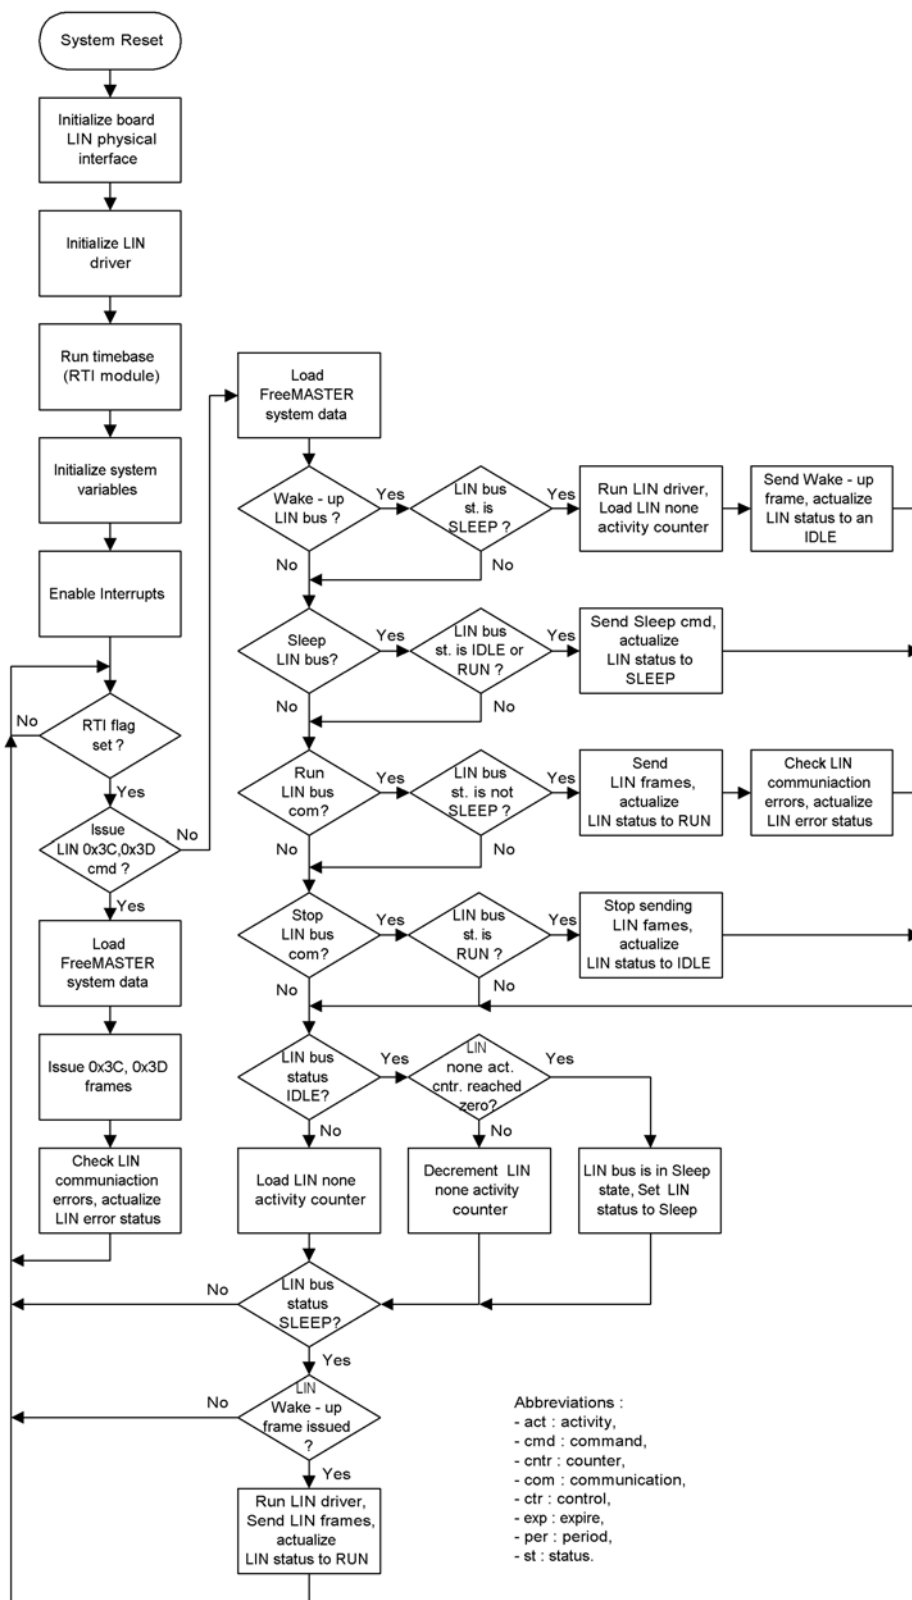 System Reset
Initialize board
LIN physical
interface
Initialize LIN
driver
Run timebase
(RTI module)
Initialize system
variables
Enable Interrupts
RTI flag
set ?
No
Yes
Issue
LIN 0x3C,0x3D
cmd ?
No
Yes
Load
FreeMASTER
system data
Issue 0x3C, 0x3D
frames
Check LIN
communiaction
errors, actualize
LIN error status
Load
FreeMASTER
system data
Wake - up
LIN bus ?
Yes
No
LIN bus
st. is
SLEEP ?
Yes
No
Run LIN driver,
Load LIN none
activity counter
Send Wake - up
frame, actualize
LIN status to an
IDLE
Sleep
LIN bus?
Yes
No
LIN bus
st. is IDLE or
RUN ?
Yes
No
Send Sleep cmd,
actualize
LIN status to
SLEEP
Run
LIN bus
com?
Yes
No
LIN bus
st. is not
SLEEP ?
Yes
No
Send
LIN frames,
actualize
LIN status to RUN
Check LIN
communiaction
errors, actualize
LIN error status
Stop
LIN bus
com?
Yes
No
LIN bus
st. is
RUN ?
Yes
No
Stop sending
LIN fames,
actualize
LIN status to IDLE
LIN bus
status
IDLE?
Yes
No
LIN
none act.
cntr. reached
zero?
Yes
No
Load LIN none
activity counter
Decrement LIN
none activity
counter
LIN bus is in Sleep
state, Set LIN
status to Sleep
LIN bus
status
SLEEP?
No
Yes
LIN
Wake - up
frame issued
?
No
Yes
Run LIN driver,
Send LIN frames,
actualize
LIN status to RUN
Abbreviations :
- act : activity,
- cmd : command,
- cntr : counter,
- com : communication,
- ctr : control,
- exp : expire,
- per : period,
- st : status.